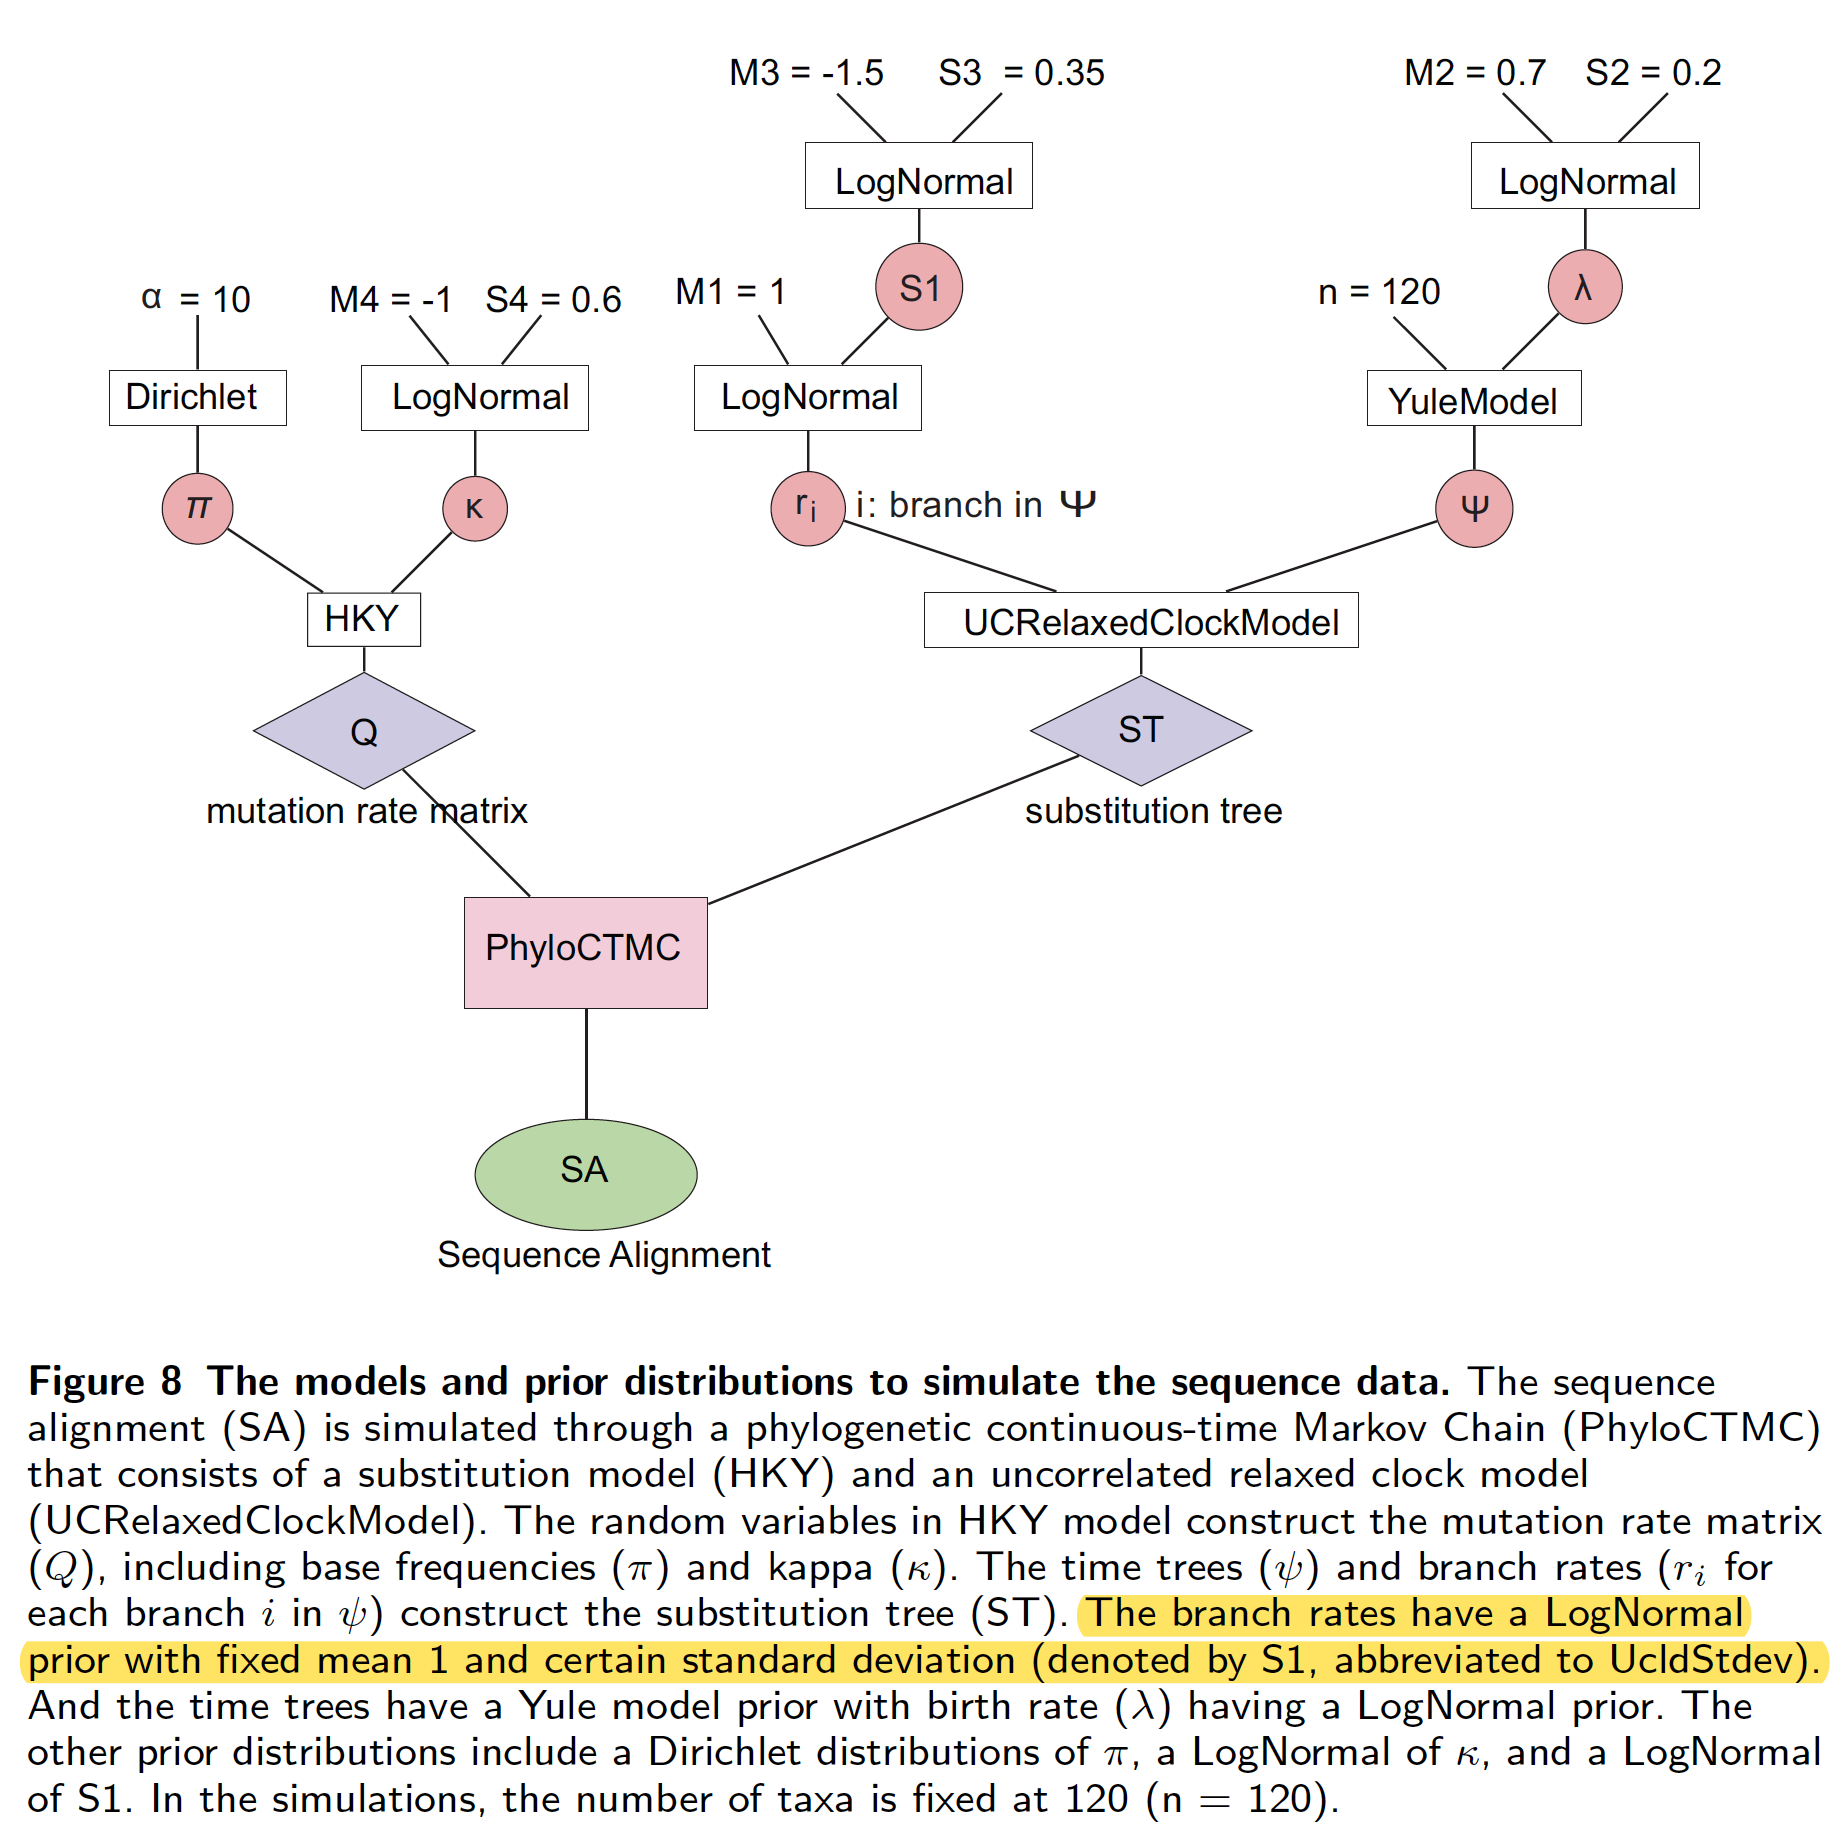 M3 = -1.5 S3 = 0.35 M2 = 0.7 S2 = 0.2
LogNormal LogNormal
α = 10 M4 = -1 S4 = 0.6 M1 = 1 S1 n = 120 λ
Dirichlet LogNormal LogNormal YuleModel
π κ r_i i: branch in Ψ Ψ
HKY UCRelaxedClockModel
Q ST
mutation rate matrix substitution tree
PhyloCTMC
SA
Sequence Alignment
Figure 8 The models and prior distributions to simulate the sequence data. The sequence
alignment (SA) is simulated through a phylogenetic continuous-time Markov Chain (PhyloCTMC)
that consists of a substitution model (HKY) and an uncorrelated relaxed clock model
(UCRelaxedClockModel). The random variables in HKY model construct the mutation rate matrix
(Q), including base frequencies (π) and kappa (κ). The time trees (ψ) and branch rates (r_i for
each branch i in ψ) construct the substitution tree (ST). The branch rates have a LogNormal
prior with fixed mean 1 and certain standard deviation (denoted by S1, abbreviated to UcldStdev).
And the time trees have a Yule model prior with birth rate (λ) having a LogNormal prior. The
other prior distributions include a Dirichlet distributions of π, a LogNormal of κ, and a LogNormal
of S1. In the simulations, the number of taxa is fixed at 120 (n = 120).